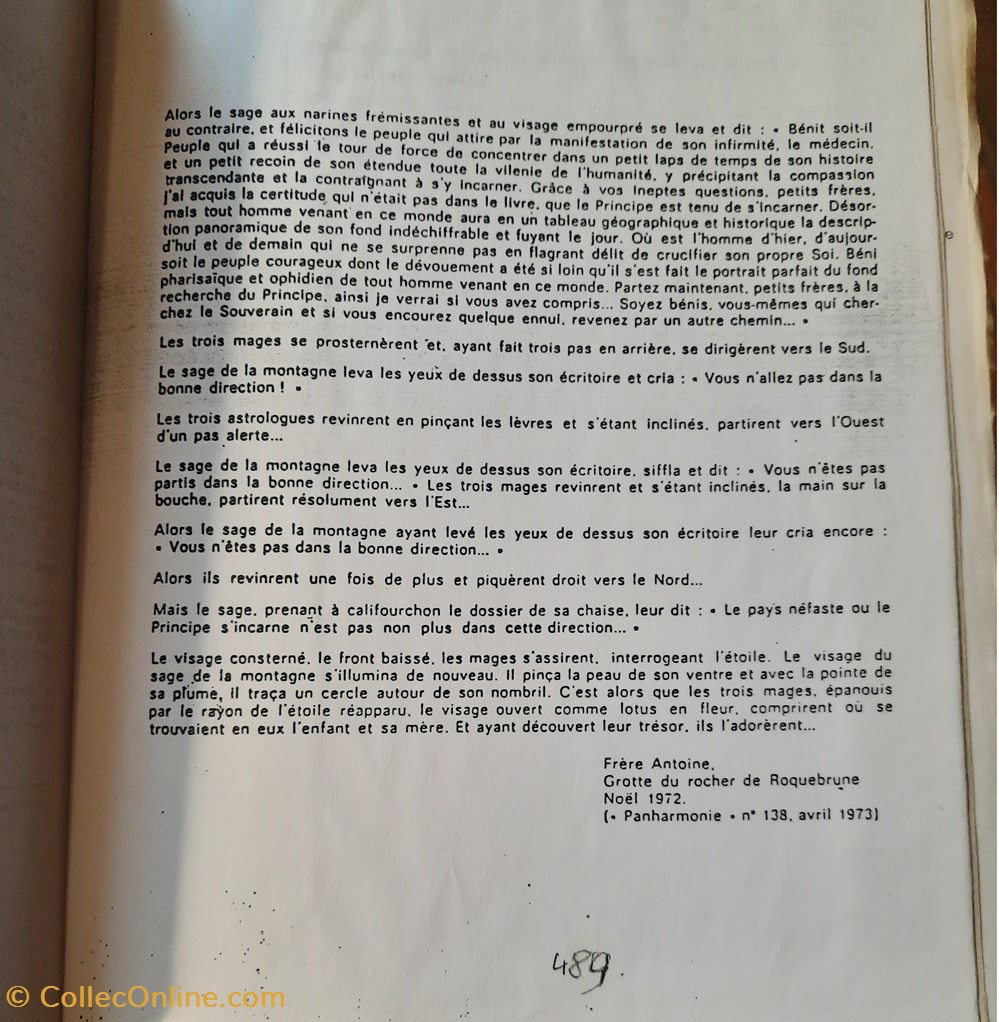 Alors le sage aux narines frémissantes et au visage empourpré se leva et dit : « Bénit soit-il
au contraire, et félicitons le peuple qui attire par la manifestation de son infirmité, le médecin.
Peuple qui a réussi le tour de force de concentrer dans un petit laps de temps de son histoire
et un petit recoin de son étendue toute la vilenie de l'humanité, y précipitant la compassion
transcendante et la contraignant à s'y incarner. Grâce à vos ineptes questions, petits frères,
j'ai acquis la certitude qui n'était pas dans le livre, que le Principe est tenu de s'incarner. Désor-
mais tout homme venant en ce monde aura en un tableau géographique et historique la descrip-
tion panoramique de son fond indéchiffrable et fuyant le jour. Où est l'homme d'hier, d'aujour-
d'hui et de demain qui ne se surprenne pas en flagrant délit de crucifier son propre Soi. Béni
soit le peuple courageux dont le dévouement a été si loin qu'il s'est fait le portrait parfait du fond
pharisaïque et ophidien de tout homme venant en ce monde. Partez maintenant, petits frères, à la
recherche du Principe, ainsi je verrai si vous avez compris... Soyez bénis, vous-mêmes qui cher-
chez le Souverain et si vous encourez quelque ennui, revenez par un autre chemin... »
Les trois mages se prosternèrent et, ayant fait trois pas en arrière, se dirigèrent vers le Sud.
Le sage de la montagne leva les yeux de dessus son écritoire et cria : « Vous n'allez pas dans la
bonne direction ! »
Les trois astrologues revinrent en pinçant les lèvres et s'étant inclinés, partirent vers l'Ouest
d'un pas alerte...
Le sage de la montagne leva les yeux de dessus son écritoire, siffla et dit : « Vous n'êtes pas
partis dans la bonne direction... » Les trois mages revinrent et s'étant inclinés, la main sur la
bouche, partirent résolument vers l'Est...
Alors le sage de la montagne ayant levé les yeux de dessus son écritoire leur cria encore :
« Vous n'êtes pas dans la bonne direction... »
Alors ils revinrent une fois de plus et piquèrent droit vers le Nord...
Mais le sage, prenant à califourchon le dossier de sa chaise, leur dit : « Le pays néfaste ou le
Principe s'incarne n'est pas non plus dans cette direction... »
Le visage consterné, le front baissé, les mages s'assirent, interrogeant l'étoile. Le visage du
sage de la montagne s'illumina de nouveau. Il pinça la peau de son ventre et avec la pointe de
sa plume, il traça un cercle autour de son nombril. C'est alors que les trois mages, épanouis
par le rayon de l'étoile réapparu, le visage ouvert comme lotus en fleur, comprirent où se
trouvaient en eux l'enfant et sa mère. Et ayant découvert leur trésor, ils l'adorèrent...
Frère Antoine,
Grotte du rocher de Roquebrune
Noël 1972.
(« Panharmonie » n° 138, avril 1973)
e
489.
© CollecOnline.com